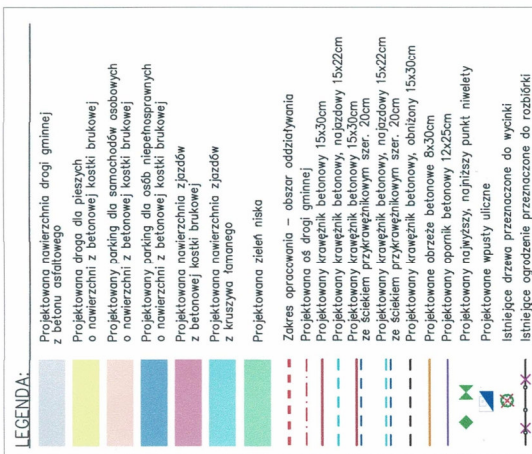 LEGENDA:
Projektowana nawierzchnia drogi gminnej
z betonu asfaltowego
Projektowana droga dla pieszych
o nawierzchni z betonowej kostki brukowej
Projektowany parking dla samochodów osobowych
o nawierzchni z betonowej kostki brukowej
Projektowany parking dla osób niepełnosprawnych
o nawierzchni z betonowej kostki brukowej
Projektowana nawierzchnia zjazdów
z betonowej kostki brukowej
Projektowana nawierzchnia zjazdów
z kruszywa łamanego
Projektowana zieleń niska
Zakres opracowania – obszar oddziaływania
Projektowana oś drogi gminnej
Projektowany krawężnik betonowy 15x30cm
Projektowany krawężnik betonowy, najazdowy 15x22cm
Projektowany krawężnik betonowy 15x30cm
ze ściekiem przykrawężnikowym szer. 20cm
Projektowany krawężnik betonowy, najazdowy 15x22cm
ze ściekiem przykrawężnikowym szer. 20cm
Projektowany krawężnik betonowy, obniżony 15x30cm
Projektowane obrzeże betonowe 8x30cm
Projektowany opornik betonowy 12x25cm
Projektowany najwyższy, najniższy punkt niwelety
Projektowane wpusty uliczne
Istniejące drzewa przeznaczone do wycinki
Istniejące ogrodzenie przeznaczone do rozbiórki